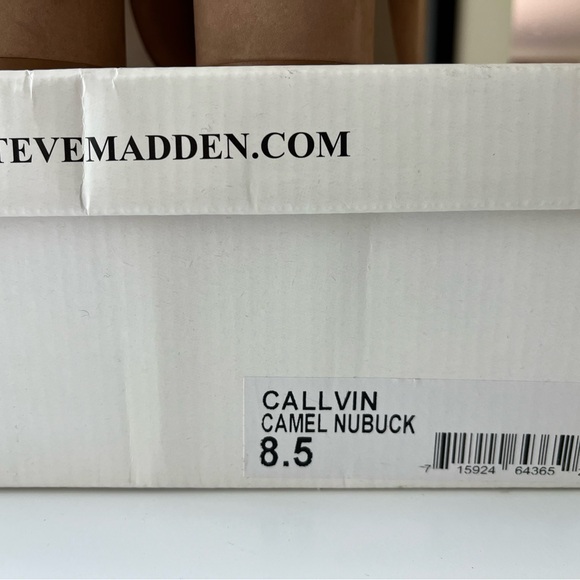 TEVEMADDEN.COM
CALLVIN
CAMEL NUBUCK
8.5
7 15924 64365